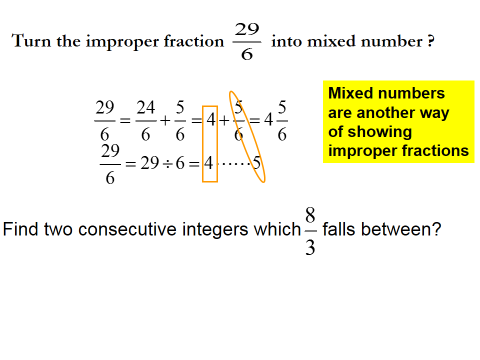 Turn the improper fraction 29/6 into mixed number ?
29/6 = 24/6 + 5/6 = 4 + 5/6 = 4 5/6
29/6 = 29 ÷ 6 = 4 ······ 5
Mixed numbers
are another way
of showing
improper fractions
Find two consecutive integers which 8/3 falls between?